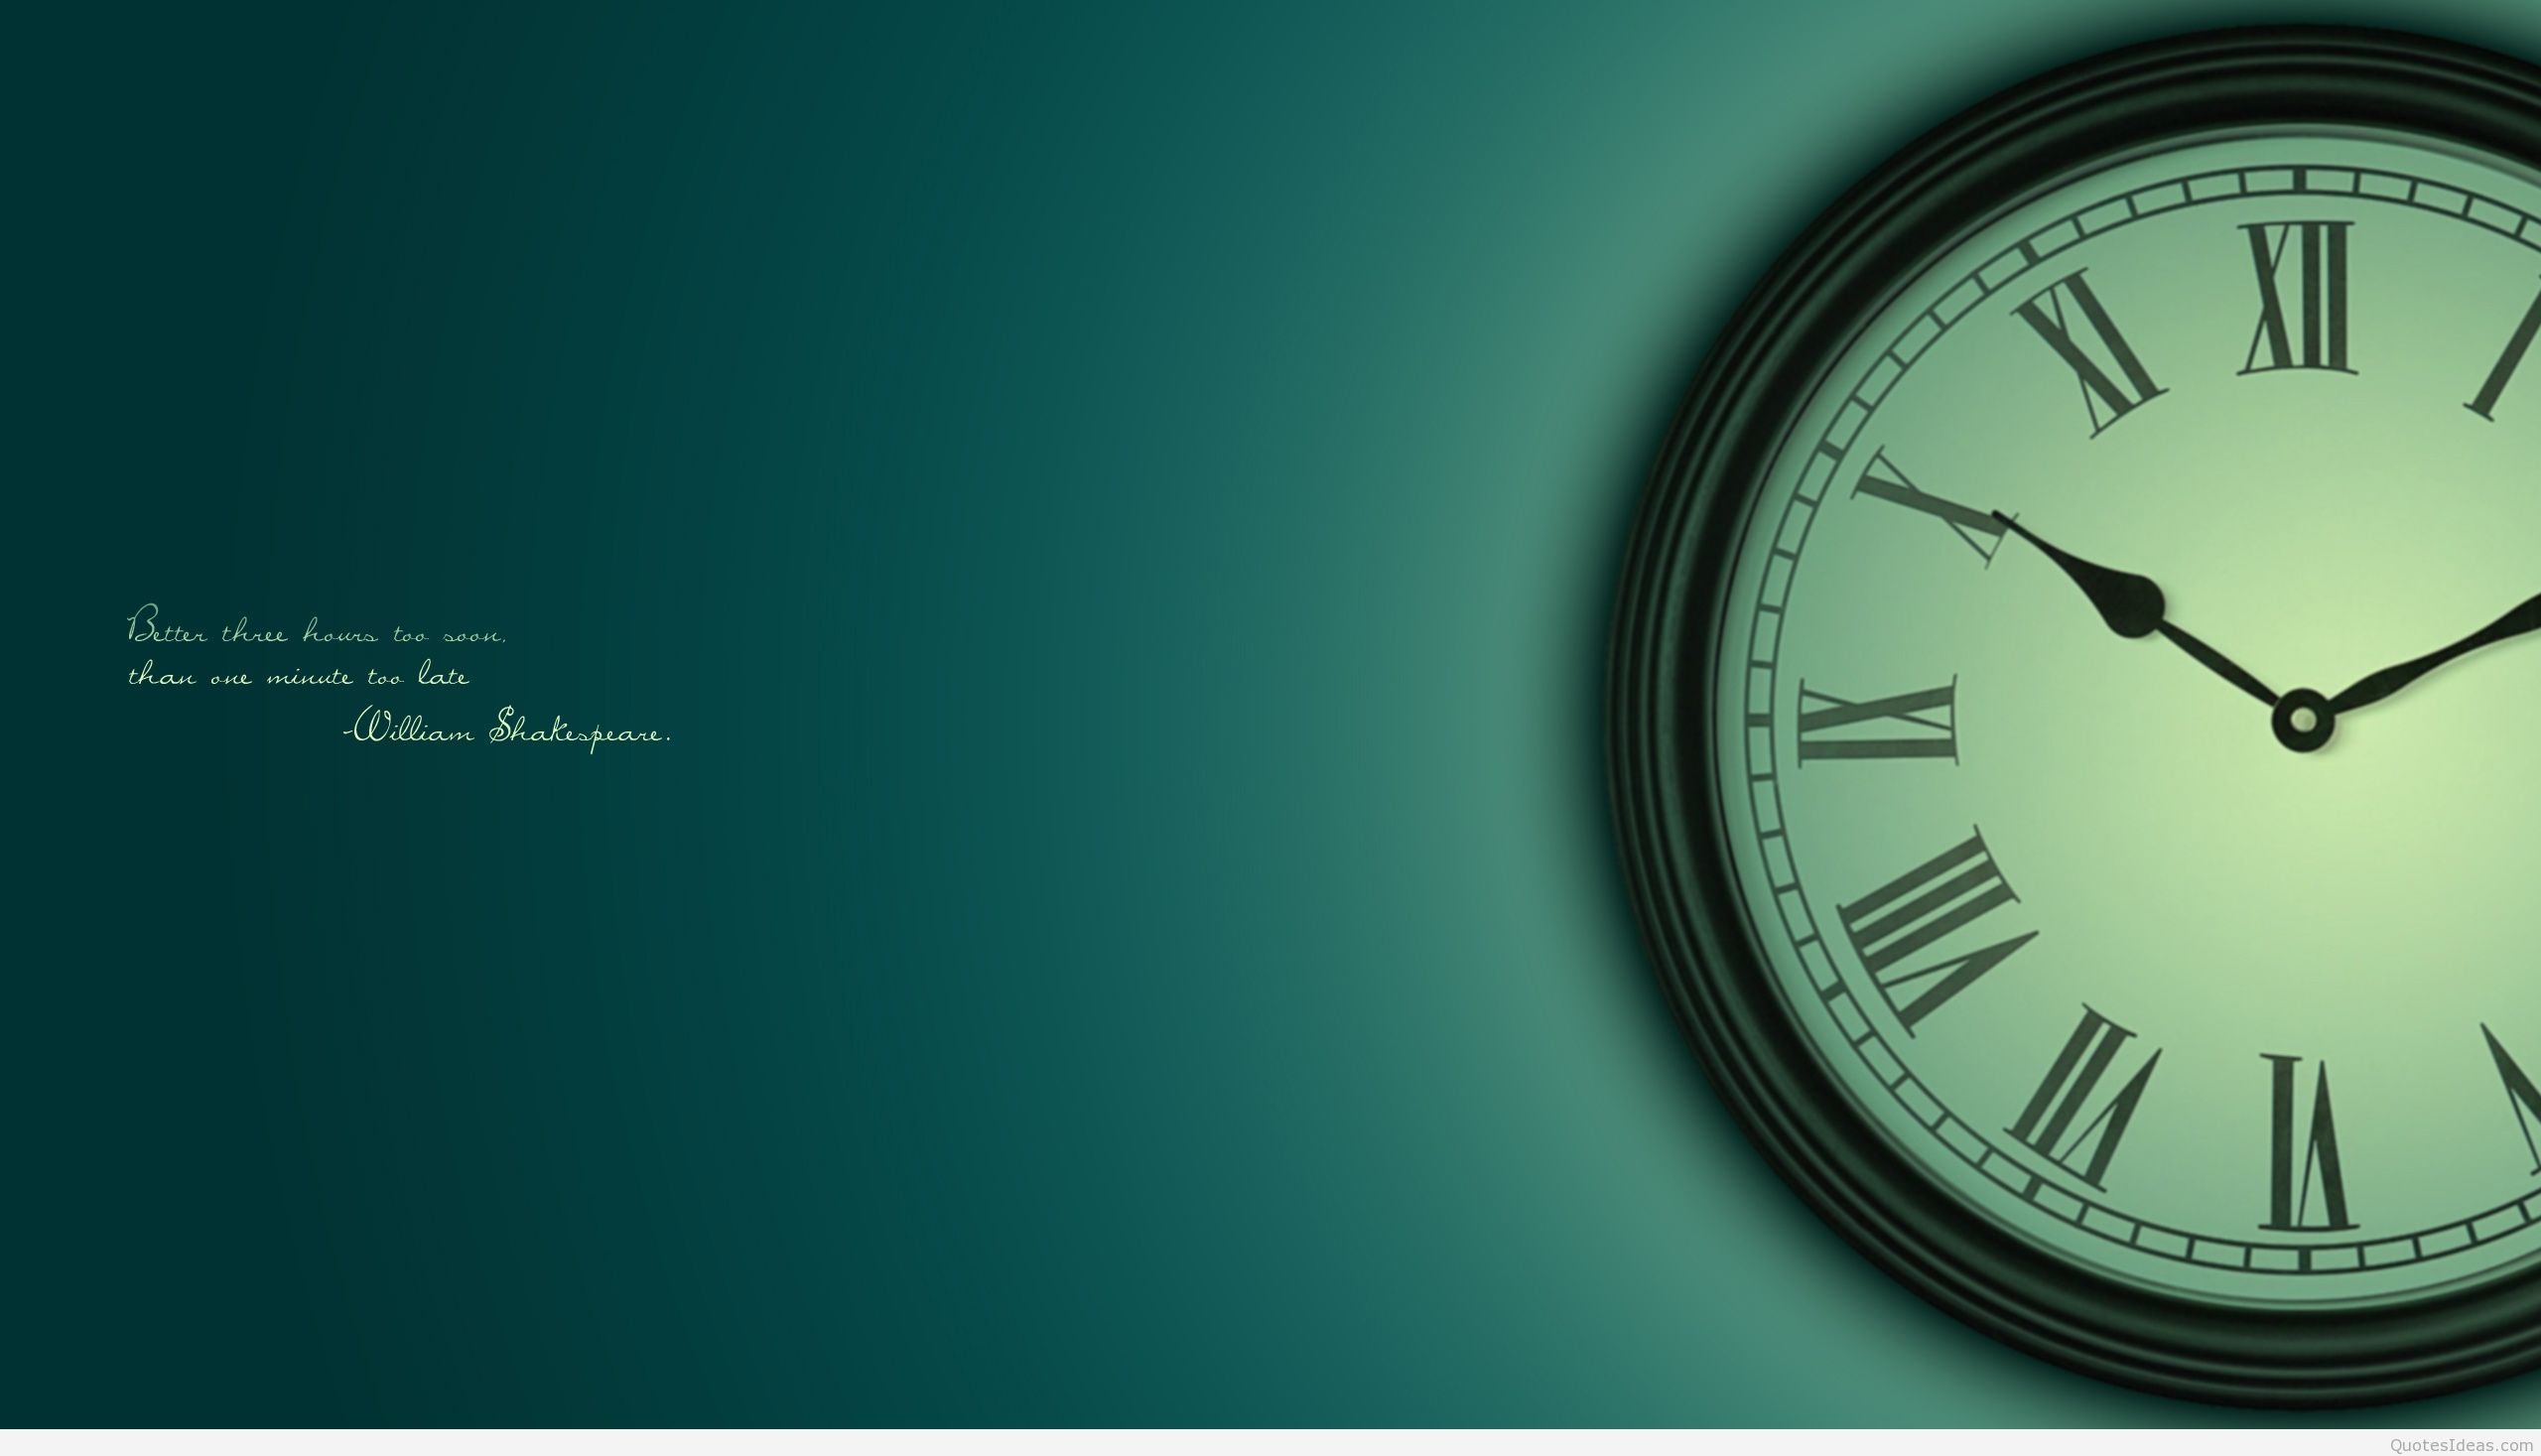 Better three hours too soon,
than one minute too late
-William Shakespeare.
XII
XI
I
X
IX
VIII
VII
VI
QuotesIdeas.com